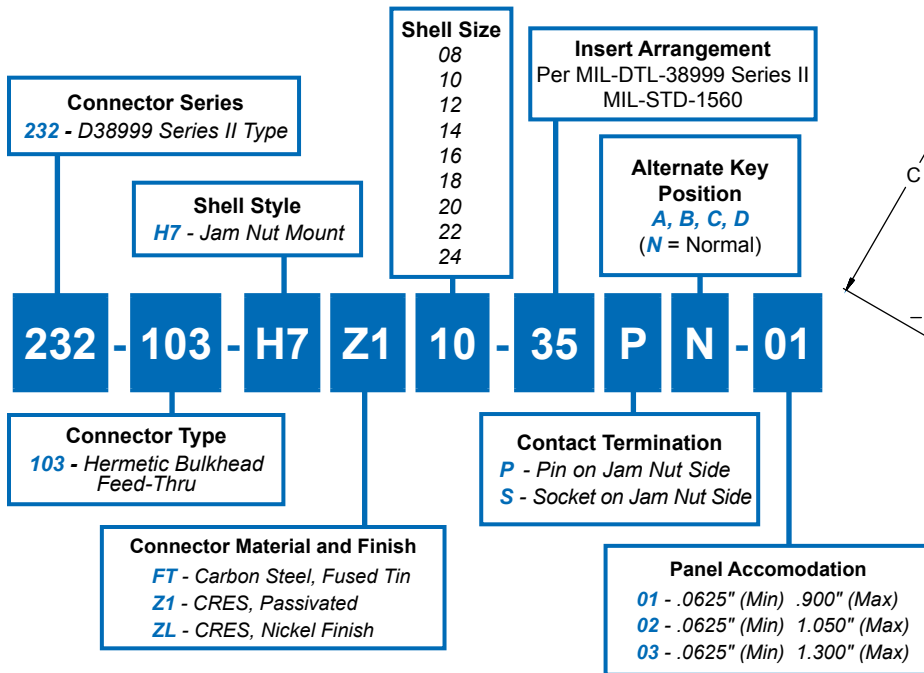 Shell Size
08
10
12
14
16
18
20
22
24
Insert Arrangement
Per MIL-DTL-38999 Series II
MIL-STD-1560
Connector Series
232 - D38999 Series II Type
Alternate Key
Position
A, B, C, D
(N = Normal)
Shell Style
H7 - Jam Nut Mount
C
232 - 103 - H7 Z1 10 - 35 P N - 01
Connector Type
103 - Hermetic Bulkhead
Feed-Thru
Contact Termination
P - Pin on Jam Nut Side
S - Socket on Jam Nut Side
Connector Material and Finish
FT - Carbon Steel, Fused Tin
Z1 - CRES, Passivated
ZL - CRES, Nickel Finish
Panel Accomodation
01 - .0625" (Min) .900" (Max)
02 - .0625" (Min) 1.050" (Max)
03 - .0625" (Min) 1.300" (Max)